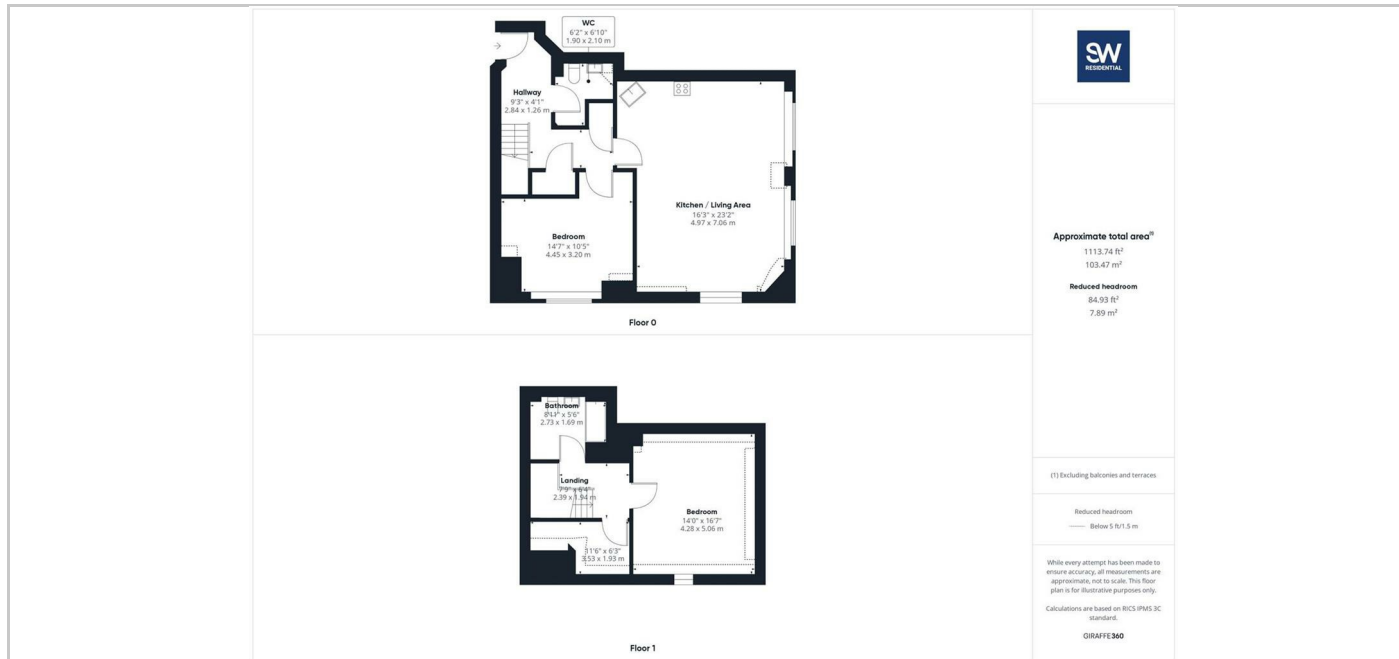 WC
6'2" x 6'10"
1.90 x 2.10 m
Hallway
9'3" x 4'1"
2.84 x 1.26 m
Kitchen / Living Area
16'3" x 23'2"
4.97 x 7.06 m
Bedroom
14'7" x 10'5"
4.45 x 3.20 m
Floor 0
Bathroom
8'11" x 5'6"
2.73 x 1.69 m
Landing
2.39 x 1.94 m
Bedroom
14'0" x 16'7"
4.28 x 5.06 m
11'6" x 6'3"
3.53 x 1.93 m
Floor 1
SW
RESIDENTIAL
Approximate total area(1)
1113.74 ft²
103.47 m²
Reduced headroom
84.93 ft²
7.89 m²
(1) Excluding balconies and terraces
Reduced headroom
Below 5 ft/1.5 m
While every attempt has been made to
ensure accuracy, all measurements are
approximate, not to scale. This floor
plan is for illustrative purposes only.
Calculations are based on RICS IPMS 3C
standard.
GIRAFFE360